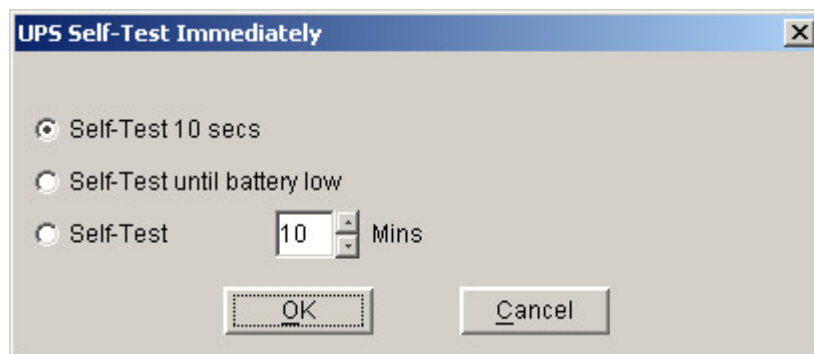 UPS Self-Test Immediately
Self-Test 10 secs
Self-Test until battery low
Self-Test 10 Mins
OK Cancel